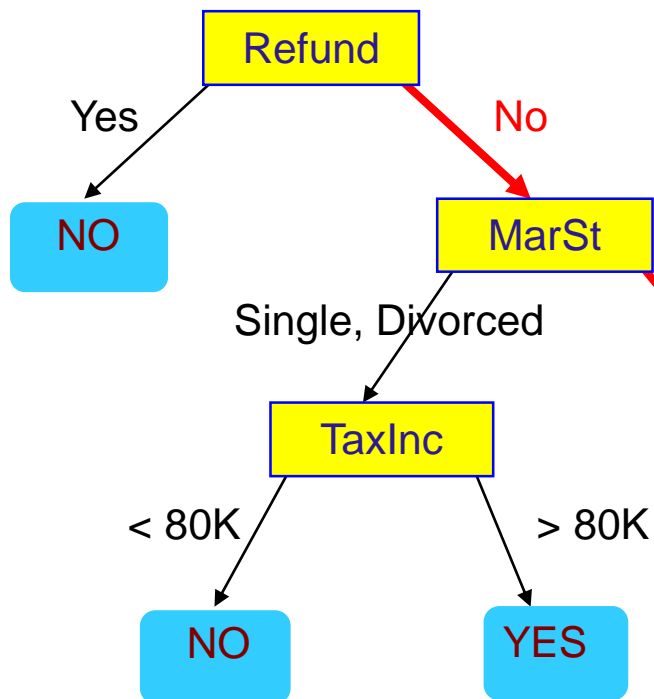 Refund
Yes
No
NO
MarSt
Single, Divorced
TaxInc
< 80K
> 80K
NO
YES